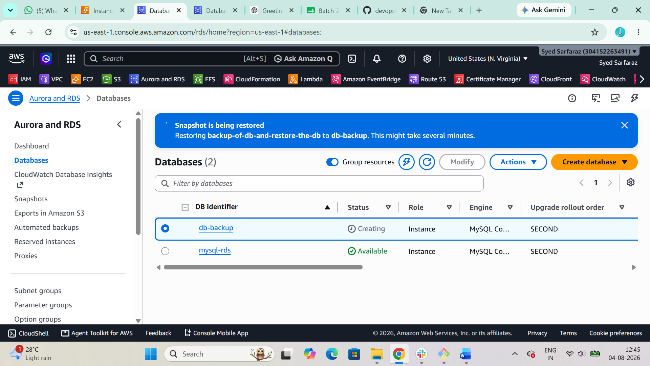 (5) Wh
Instan
Databa
Databa
Greetin
Batch 2
devops
New Ta
Ask Gemini
us-east-1.console.aws.amazon.com/rds/home?region=us-east-1#databases:
aws
Search
[Alt+S]
Ask Amazon Q
United States (N. Virginia)
Syed Sarfaraz (304152263491)
Syed Sarfaraz
IAM
VPC
EC2
S3
Aurora and RDS
EFS
CloudFormation
Lambda
Amazon EventBridge
Route 53
Certificate Manager
CloudFront
CloudWatch
Aurora and RDS
Databases
Aurora and RDS
Dashboard
Databases
CloudWatch Database Insights
Snapshots
Exports in Amazon S3
Automated backups
Reserved instances
Proxies
Subnet groups
Parameter groups
Option groups
Snapshot is being restored
Restoring backup-of-db-and-restore-the-db to db-backup. This might take several minutes.
Databases (2)
Group resources
Modify
Actions
Create database
Filter by databases
1
DB identifier
Status
Role
Engine
Upgrade rollout order
db-backup
Creating
Instance
MySQL Co...
SECOND
mysql-rds
Available
Instance
MySQL Co...
SECOND
CloudShell
Agent Toolkit for AWS
Feedback
Console Mobile App
© 2026, Amazon Web Services, Inc. or its affiliates.
Privacy
Terms
Cookie preferences
1
28°C
Light rain
Search
ENG
IN
12:45
04-08-2026